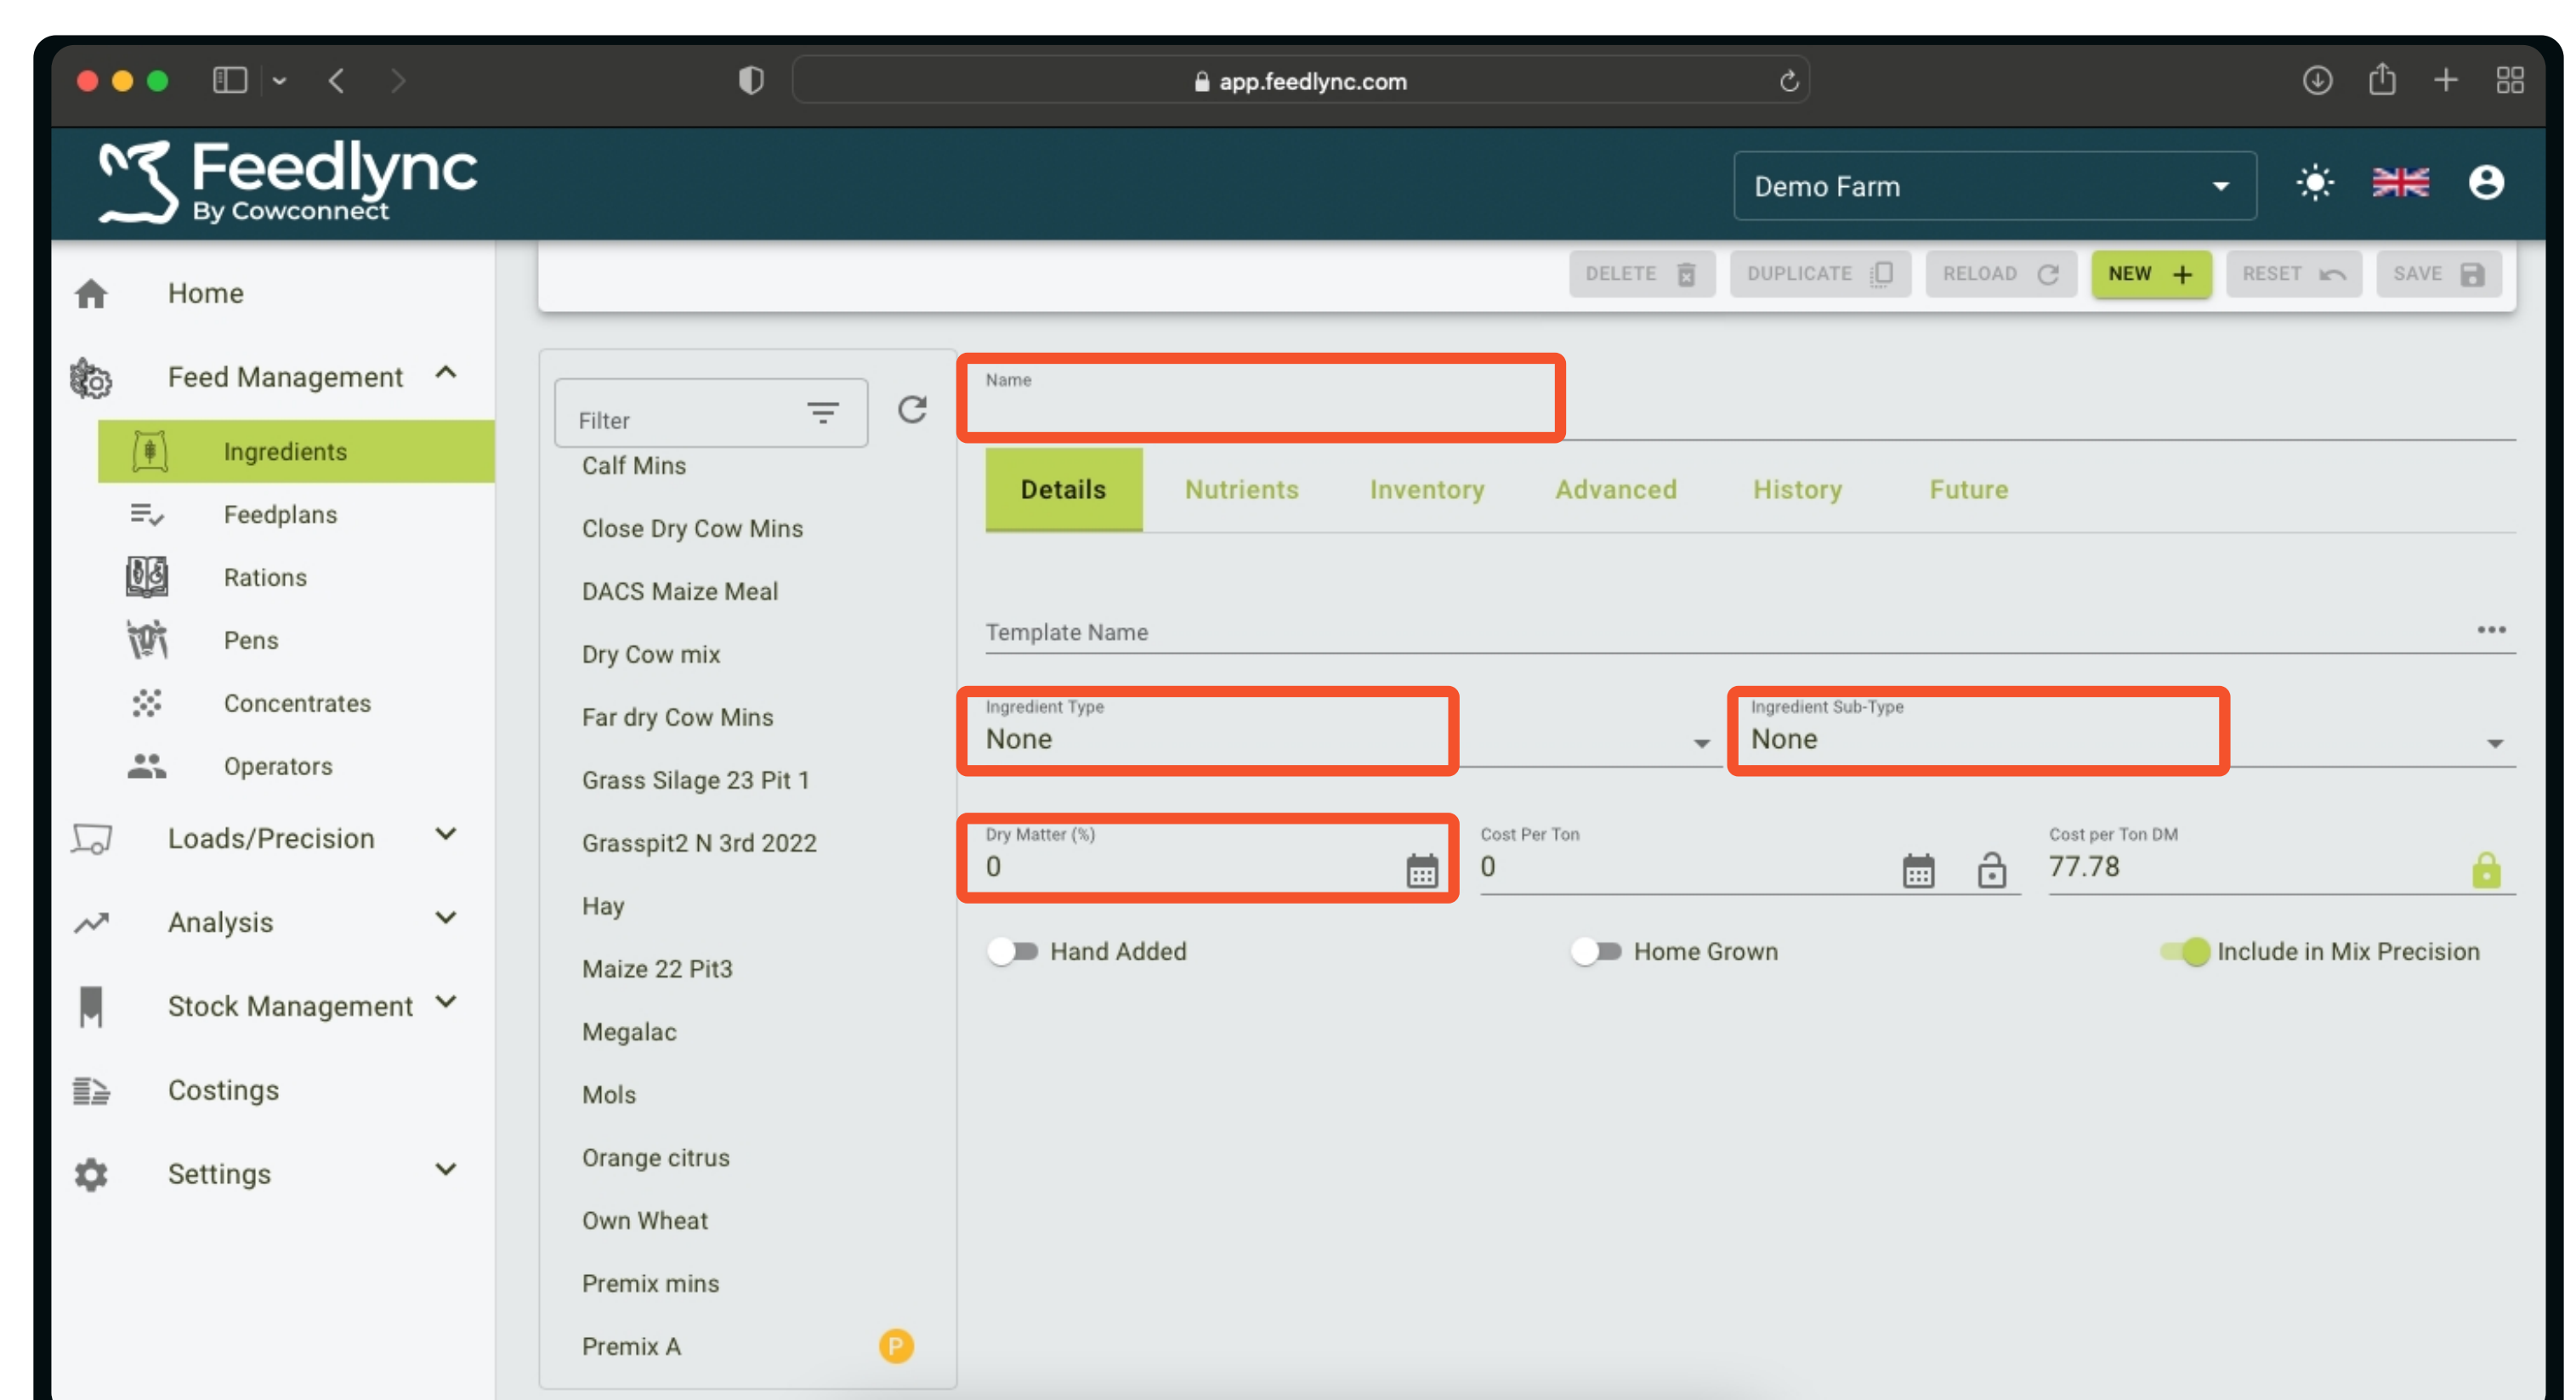 app.feedlync.com
Feedlync
By Cowconnect
Demo Farm
DELETE
DUPLICATE
RELOAD
NEW +
RESET
SAVE
Home
Feed Management
Ingredients
Feedplans
Rations
Pens
Concentrates
Operators
Loads/Precision
Analysis
Stock Management
Costings
Settings
Filter
Calf Mins
Close Dry Cow Mins
DACS Maize Meal
Dry Cow mix
Far dry Cow Mins
Grass Silage 23 Pit 1
Grasspit2 N 3rd 2022
Hay
Maize 22 Pit3
Megalac
Mols
Orange citrus
Own Wheat
Premix mins
Premix A
P
Name
Details
Nutrients
Inventory
Advanced
History
Future
Template Name
Ingredient Type
None
Ingredient Sub-Type
None
Dry Matter (%)
0
Cost Per Ton
0
Cost per Ton DM
77.78
Hand Added
Home Grown
Include in Mix Precision